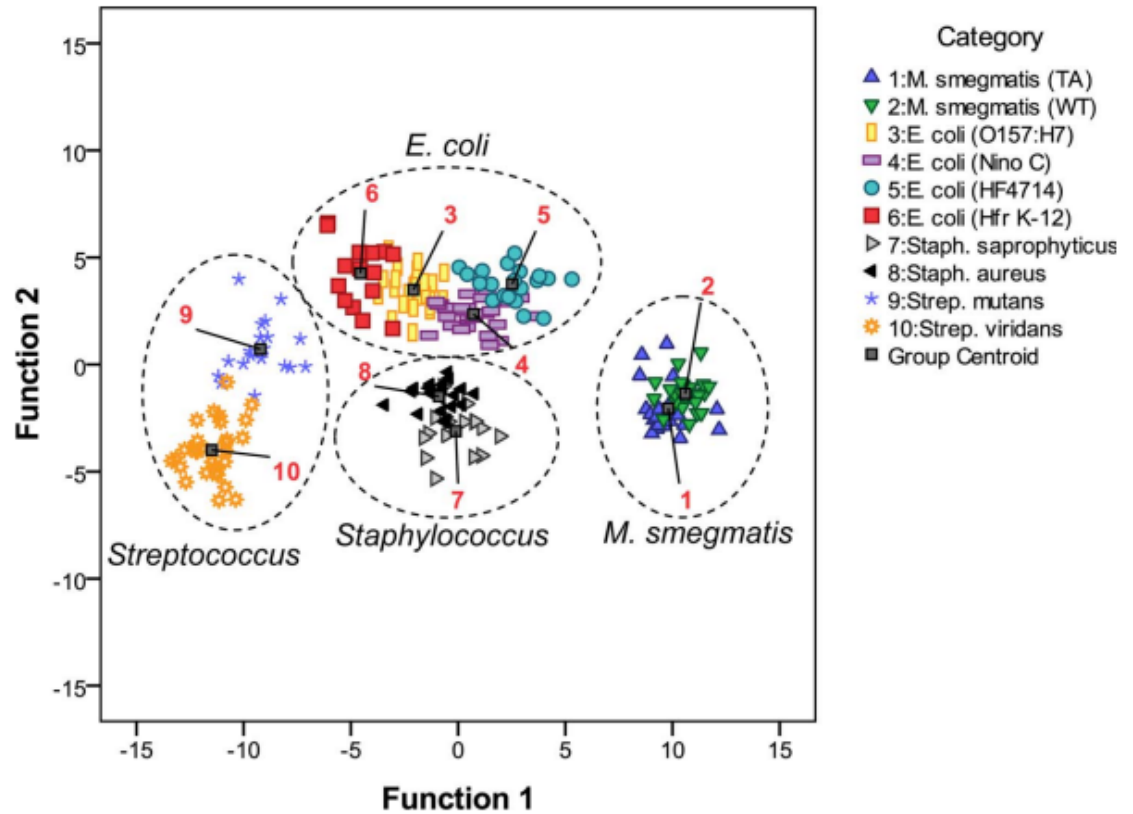 Category
1:M. smegmatis (TA)
2:M. smegmatis (WT)
3:E. coli (O157:H7)
4:E. coli (Nino C)
5:E. coli (HF4714)
6:E. coli (Hfr K-12)
7:Staph. saprophyticus
8:Staph. aureus
9:Strep. mutans
10:Strep. viridans
Group Centroid
15
10
5
0
-5
-10
-15
Function 2
E. coli
6
3
5
2
9
8
4
10
7
1
Streptococcus
Staphylococcus
M. smegmatis
-15
-10
-5
0
5
10
15
Function 1